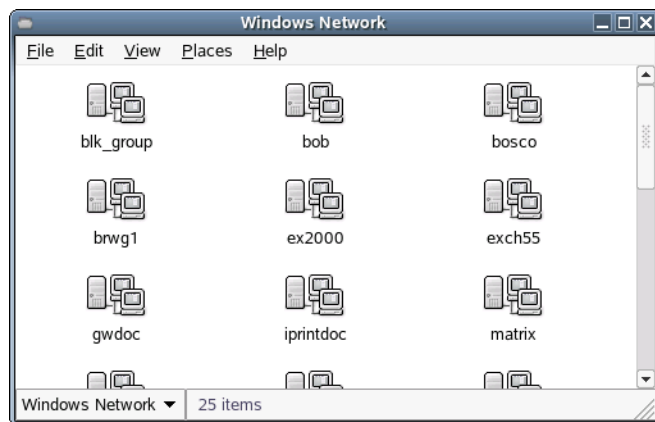 Windows Network
File Edit View Places Help
blk_group bob bosco
brwg1 ex2000 exch55
gwdoc iprintdoc matrix
Windows Network 25 items